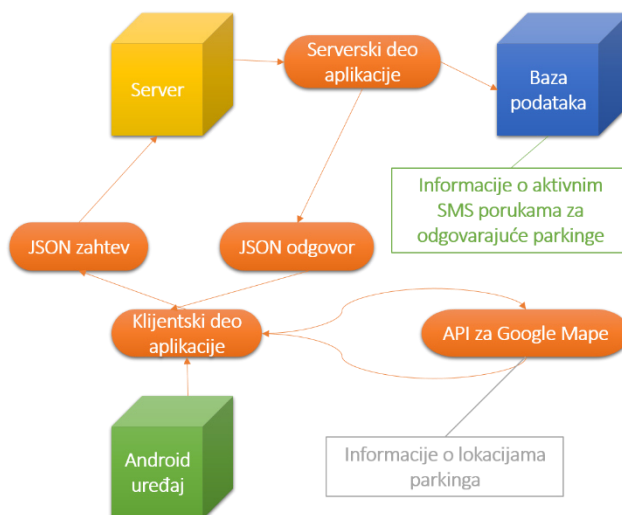 Serverski deo
aplikacije
Server
Baza
podataka
Informacije o aktivnim
SMS porukama za
odgovarajuće parkinge
JSON zahtev
JSON odgovor
Klijentski deo
aplikacije
API za Google Mape
Android
uređaj
Informacije o lokacijama
parkinga